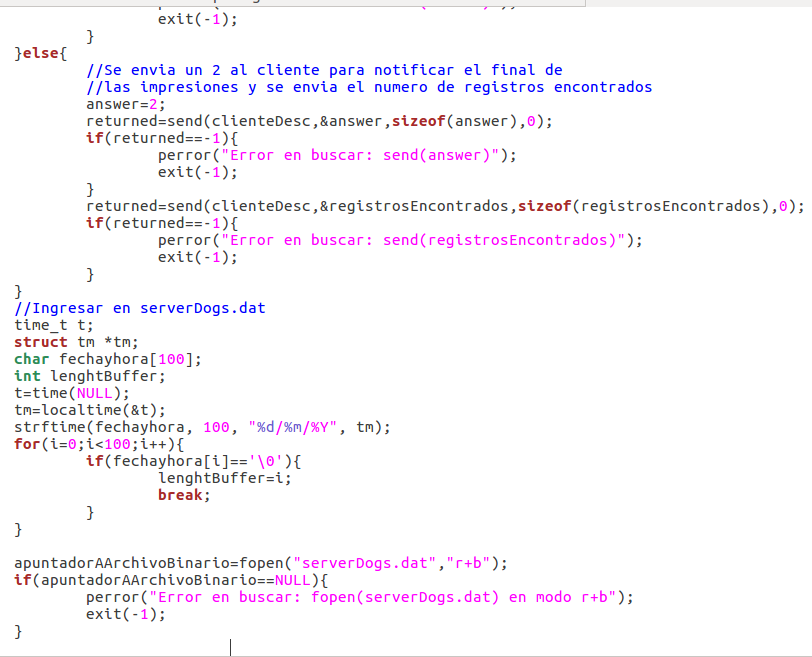 exit(-1);
}
}else{
//Se envia un 2 al cliente para notificar el final de
//las impresiones y se envia el numero de registros encontrados
answer=2;
returned=send(clienteDesc,&answer,sizeof(answer),0);
if(returned==-1){
perror("Error en buscar: send(answer)");
exit(-1);
}
returned=send(clienteDesc,&registrosEncontrados,sizeof(registrosEncontrados),0);
if(returned==-1){
perror("Error en buscar: send(registrosEncontrados)");
exit(-1);
}
}
//Ingresar en serverDogs.dat
time_t t;
struct tm *tm;
char fechayhora[100];
int lenghtBuffer;
t=time(NULL);
tm=localtime(&t);
strftime(fechayhora, 100, "%d/%m/%Y", tm);
for(i=0;i<100;i++){
if(fechayhora[i]=='\0'){
lenghtBuffer=i;
break;
}
}
apuntadorAArchivoBinario=fopen("serverDogs.dat","r+b");
if(apuntadorAArchivoBinario==NULL){
perror("Error en buscar: fopen(serverDogs.dat) en modo r+b");
exit(-1);
}